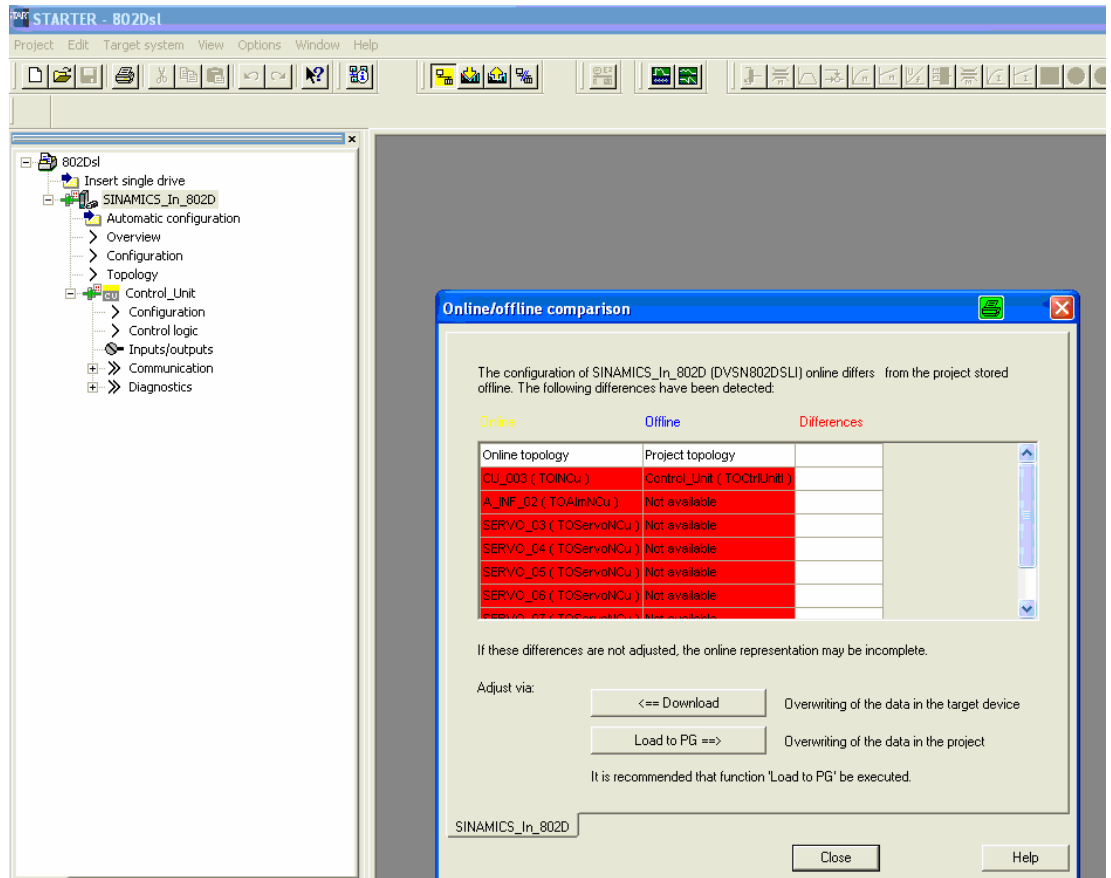 STARTER - 802Dsl
Project Edit Target system View Options Window Help
802Dsl
Insert single drive
SINAMICS_In_802D
Automatic configuration
Overview
Configuration
Topology
Control_Unit
Configuration
Control logic
Inputs/outputs
Communication
Diagnostics
Online/offline comparison
The configuration of SINAMICS_In_802D (DVSN802DSLI) online differs from the project stored
offline. The following differences have been detected:
Online Offline Differences
Online topology Project topology
CU_003 ( TOINCu ) Control_Unit ( TOCtrlUnitI )
A_INF_02 ( TOAlmNCu ) Not available
SERVO_03 ( TOServoNCu ) Not available
SERVO_04 ( TOServoNCu ) Not available
SERVO_05 ( TOServoNCu ) Not available
SERVO_06 ( TOServoNCu ) Not available
SERVO_07 ( TOServoNCu ) Not available
If these differences are not adjusted, the online representation may be incomplete.
Adjust via:
<== Download Overwriting of the data in the target device
Load to PG ==> Overwriting of the data in the project
It is recommended that function 'Load to PG' be executed.
SINAMICS_In_802D
Close Help